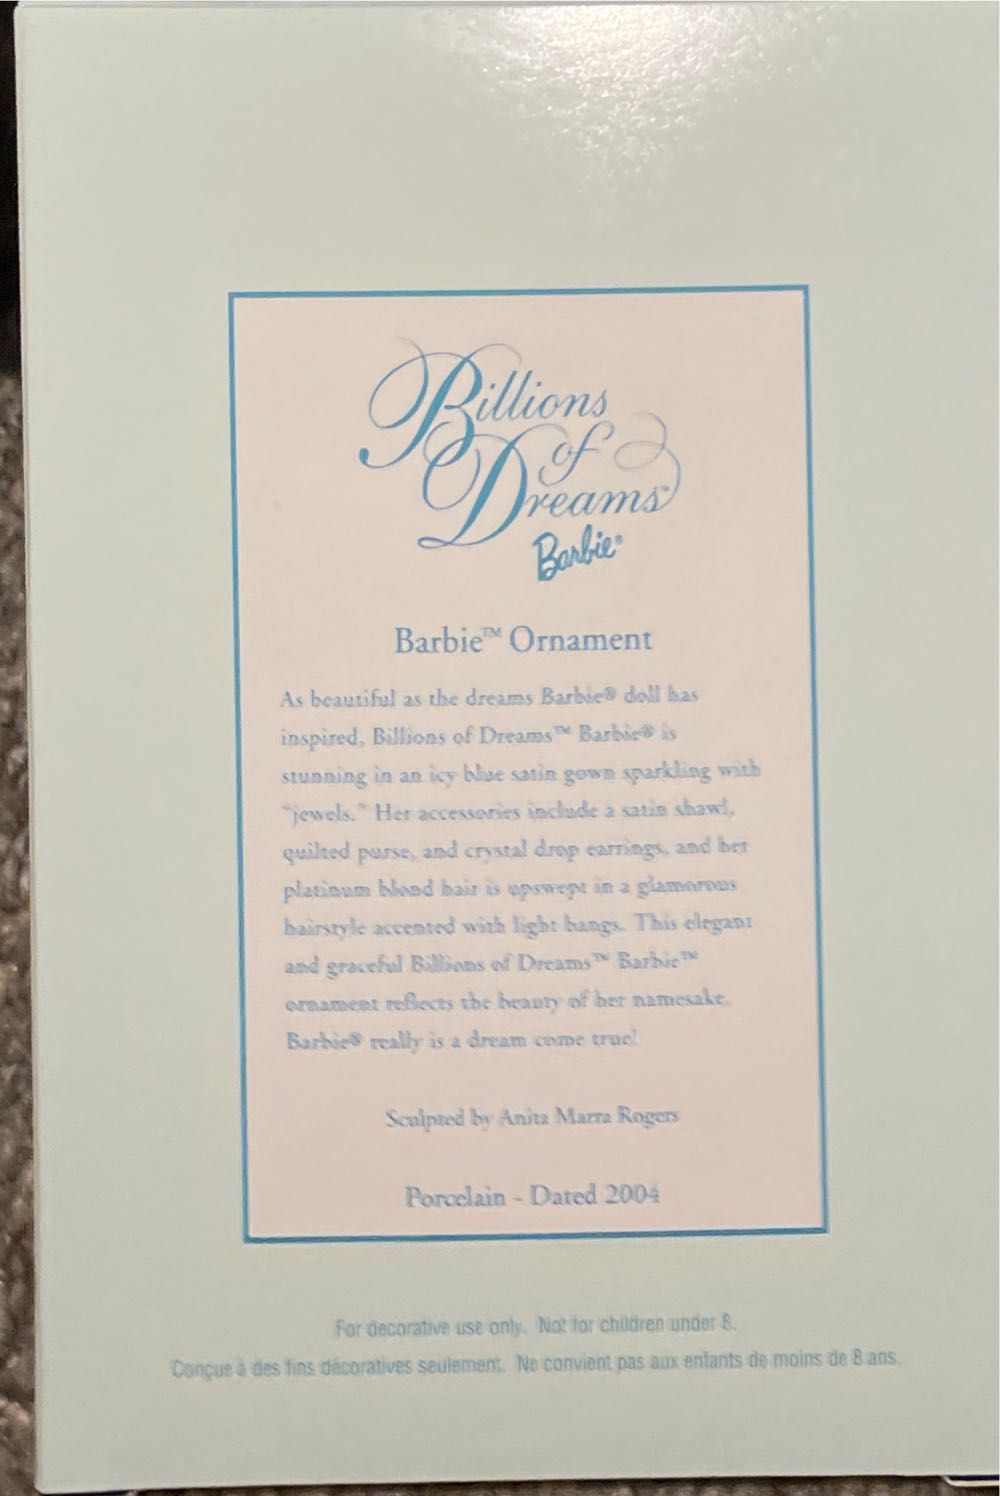 Billions
of
Dreams™
Barbie®
Barbie™ Ornament
As beautiful as the dreams Barbie® doll has
inspired, Billions of Dreams™ Barbie® is
stunning in an icy blue satin gown sparkling with
"jewels." Her accessories include a satin shawl,
quilted purse, and crystal drop earrings, and her
platinum blond hair is upswept in a glamorous
hairstyle accented with light bangs. This elegant
and graceful Billions of Dreams™ Barbie™
ornament reflects the beauty of her namesake.
Barbie® really is a dream come true!
Sculpted by Anita Marra Rogers
Porcelain - Dated 2004
For decorative use only. Not for children under 8.
Conçue à des fins décoratives seulement. Ne convient pas aux enfants de moins de 8 ans.